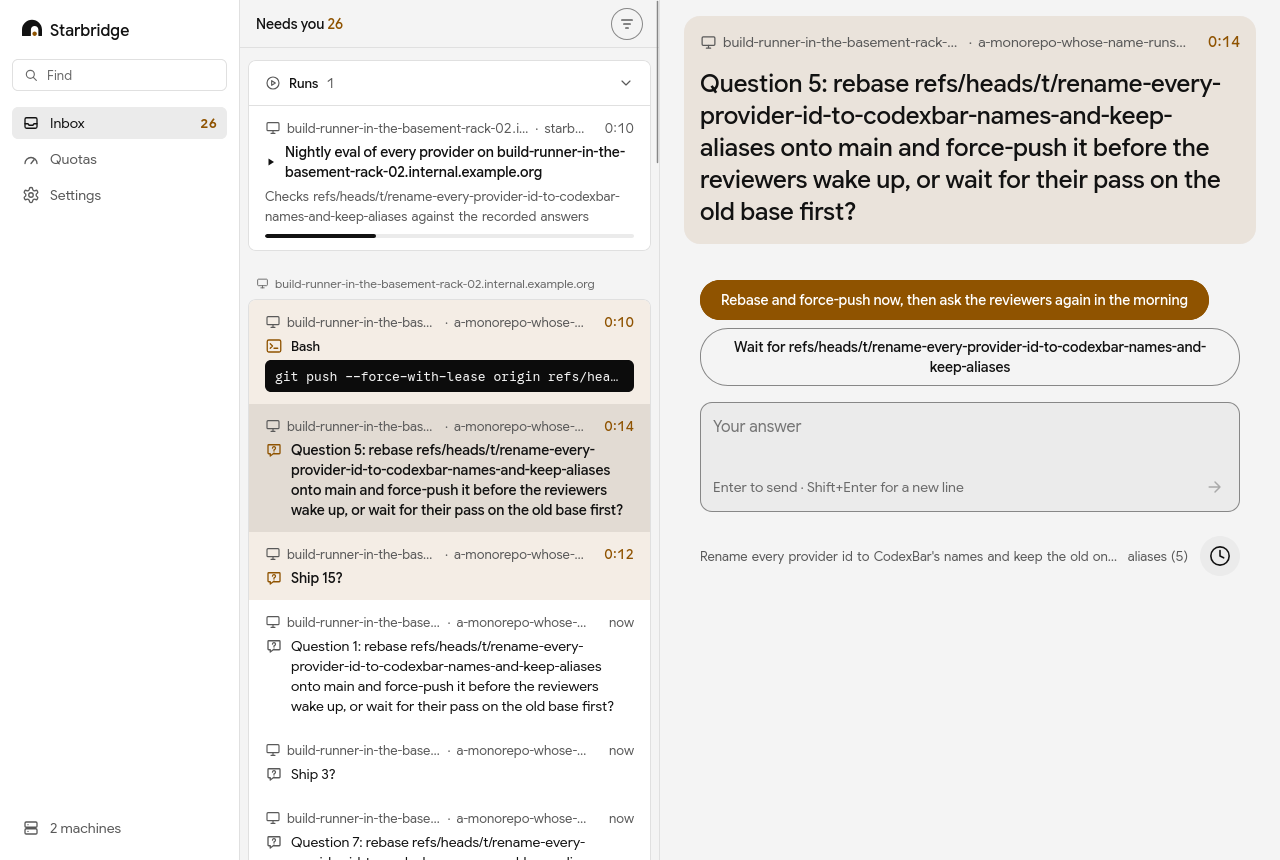 Starbridge
Find
Inbox 26
Quotas
Settings
2 machines
Needs you 26
Runs 1
build-runner-in-the-basement-rack-02.i... · starb... 0:10
Nightly eval of every provider on build-runner-in-the-
basement-rack-02.internal.example.org
Checks refs/heads/t/rename-every-provider-id-to-codexbar-
names-and-keep-aliases against the recorded answers
build-runner-in-the-basement-rack-02.internal.example.org
build-runner-in-the-bas... · a-monorepo-whose-... 0:10
Bash
git push --force-with-lease origin refs/hea…
build-runner-in-the-bas... · a-monorepo-whose-... 0:14
Question 5: rebase refs/heads/t/rename-every-
provider-id-to-codexbar-names-and-keep-aliases
onto main and force-push it before the reviewers
wake up, or wait for their pass on the old base first?
build-runner-in-the-bas... · a-monorepo-whose-... 0:12
Ship 15?
build-runner-in-the-base... · a-monorepo-whose-... now
Question 1: rebase refs/heads/t/rename-every-
provider-id-to-codexbar-names-and-keep-aliases
onto main and force-push it before the reviewers
wake up, or wait for their pass on the old base first?
build-runner-in-the-base... · a-monorepo-whose-... now
Ship 3?
build-runner-in-the-base... · a-monorepo-whose-... now
Question 7: rebase refs/heads/t/rename-every-
build-runner-in-the-basement-rack-... · a-monorepo-whose-name-runs... 0:14
Question 5: rebase refs/heads/t/rename-every-
provider-id-to-codexbar-names-and-keep-
aliases onto main and force-push it before the
reviewers wake up, or wait for their pass on the
old base first?
Rebase and force-push now, then ask the reviewers again in the morning
Wait for refs/heads/t/rename-every-provider-id-to-codexbar-names-and-
keep-aliases
Your answer
Enter to send · Shift+Enter for a new line
Rename every provider id to CodexBar's names and keep the old on... aliases (5)